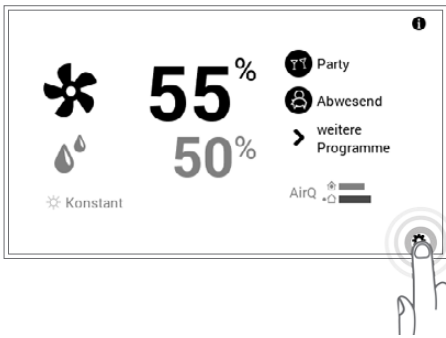 55%
Party
Abwesend
50%
weitere
Programme
Konstant
AirQ